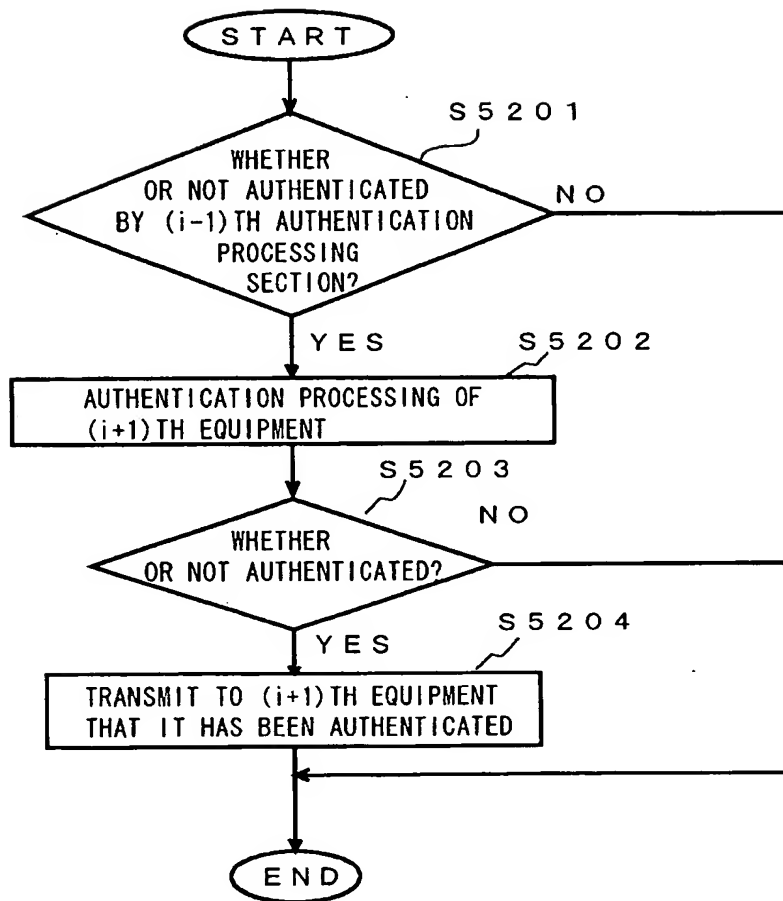 START
S5201
WHETHER
OR NOT AUTHENTICATED
BY (i-1)TH AUTHENTICATION
PROCESSING
SECTION?
NO
YES
S5202
AUTHENTICATION PROCESSING OF
(i+1)TH EQUIPMENT
S5203
NO
WHETHER
OR NOT AUTHENTICATED?
YES
S5204
TRANSMIT TO (i+1)TH EQUIPMENT
THAT IT HAS BEEN AUTHENTICATED
END